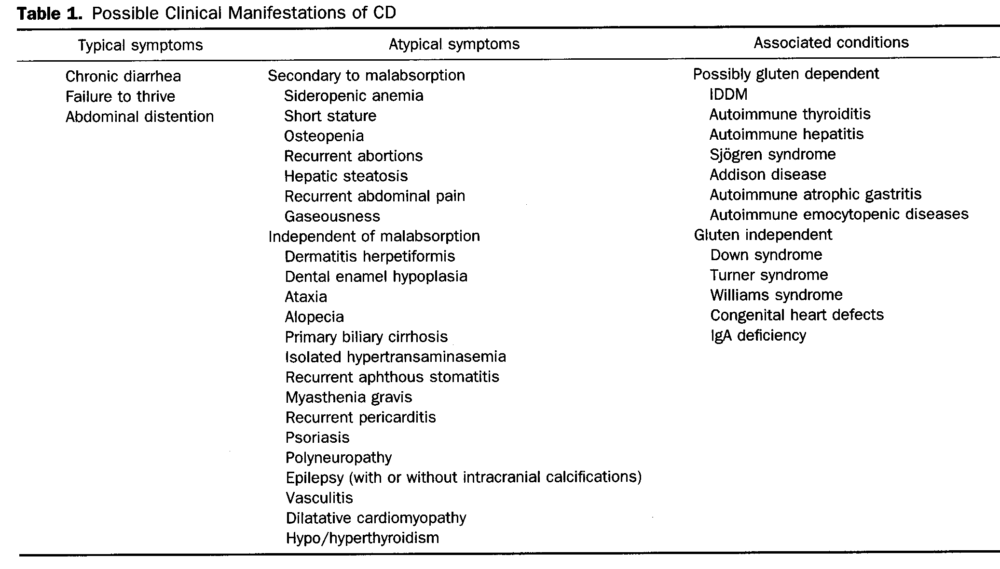 Table 1. Possible Clinical Manifestations of CD
Typical symptoms
Atypical symptoms
Associated conditions
Chronic diarrhea
Failure to thrive
Abdominal distention
Secondary to malabsorption
Sideropenic anemia
Short stature
Osteopenia
Recurrent abortions
Hepatic steatosis
Recurrent abdominal pain
Gaseousness
Independent of malabsorption
Dermatitis herpetiformis
Dental enamel hypoplasia
Ataxia
Alopecia
Primary biliary cirrhosis
Isolated hypertransaminasemia
Recurrent aphthous stomatitis
Myasthenia gravis
Recurrent pericarditis
Psoriasis
Polyneuropathy
Epilepsy (with or without intracranial calcifications)
Vasculitis
Dilatative cardiomyopathy
Hypo/hyperthyroidism
Possibly gluten dependent
IDDM
Autoimmune thyroiditis
Autoimmune hepatitis
Sjögren syndrome
Addison disease
Autoimmune atrophic gastritis
Autoimmune emocytopenic diseases
Gluten independent
Down syndrome
Turner syndrome
Williams syndrome
Congenital heart defects
IgA deficiency